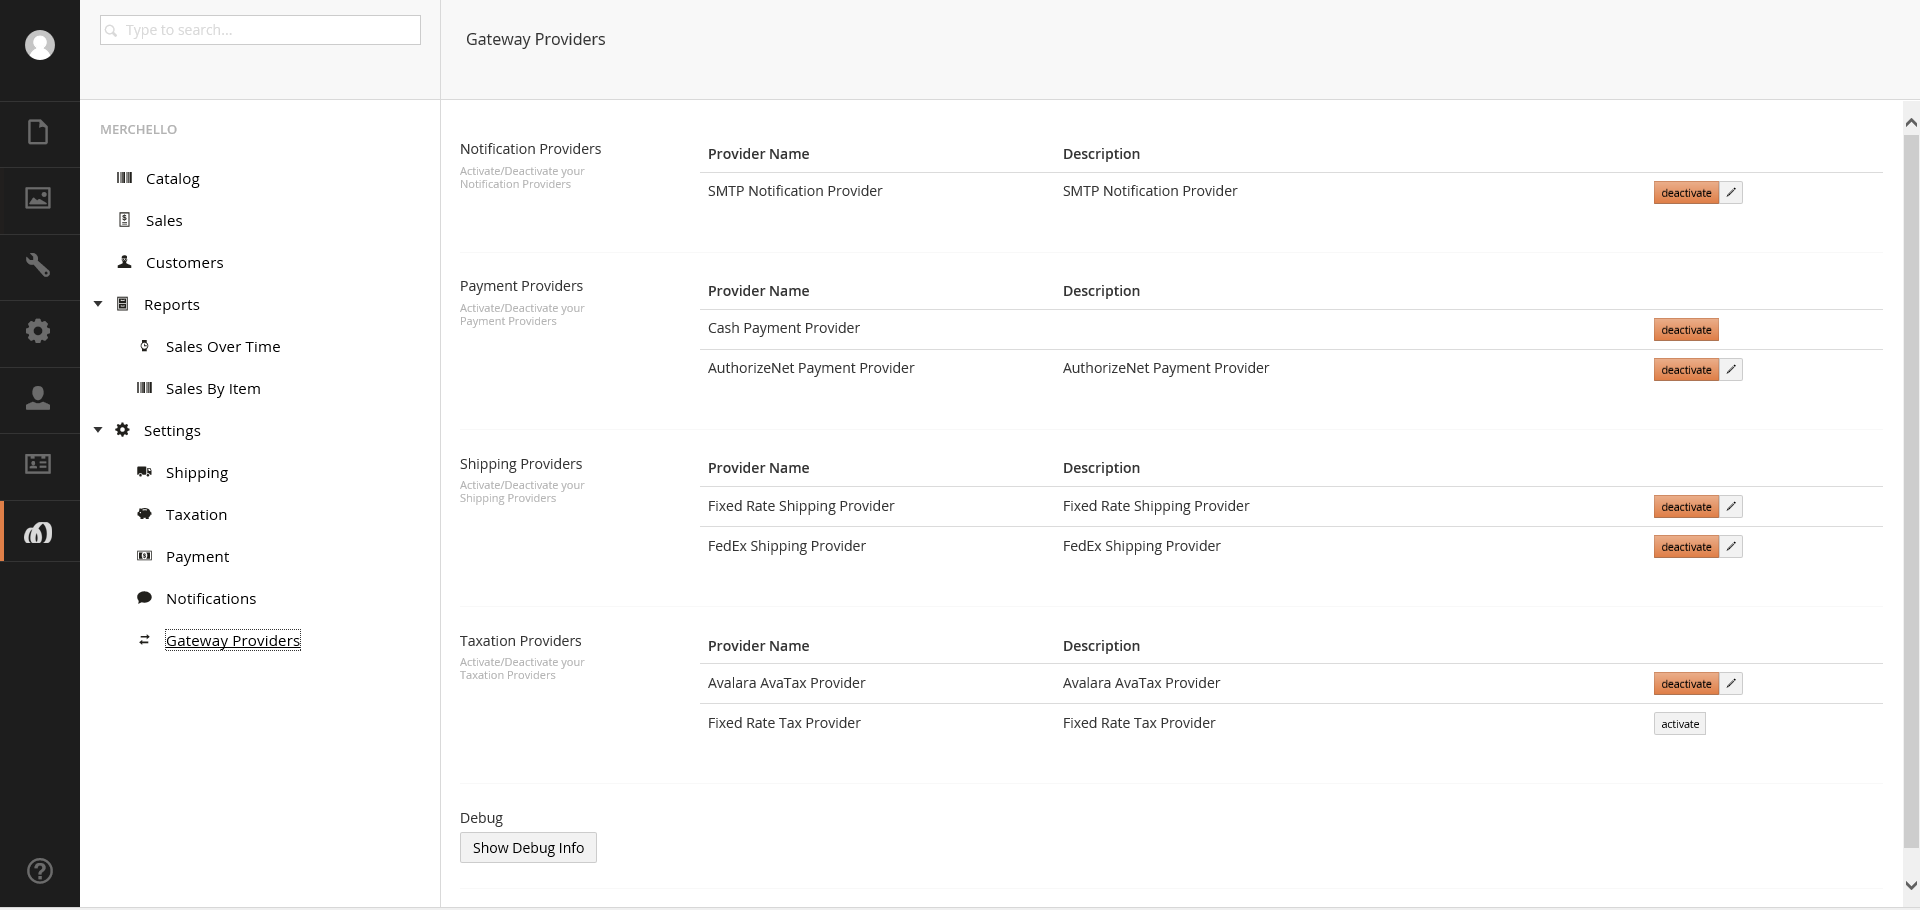 Type to search...
Gateway Providers
MERCHELLO
Catalog
Sales
Customers
Reports
Sales Over Time
Sales By Item
Settings
Shipping
Taxation
Payment
Notifications
Gateway Providers
Notification Providers
Activate/Deactivate your
Notification Providers
Provider Name Description
SMTP Notification Provider SMTP Notification Provider deactivate
Payment Providers
Activate/Deactivate your
Payment Providers
Provider Name Description
Cash Payment Provider deactivate
AuthorizeNet Payment Provider AuthorizeNet Payment Provider deactivate
Shipping Providers
Activate/Deactivate your
Shipping Providers
Provider Name Description
Fixed Rate Shipping Provider Fixed Rate Shipping Provider deactivate
FedEx Shipping Provider FedEx Shipping Provider deactivate
Taxation Providers
Activate/Deactivate your
Taxation Providers
Provider Name Description
Avalara AvaTax Provider Avalara AvaTax Provider deactivate
Fixed Rate Tax Provider Fixed Rate Tax Provider activate
Debug
Show Debug Info